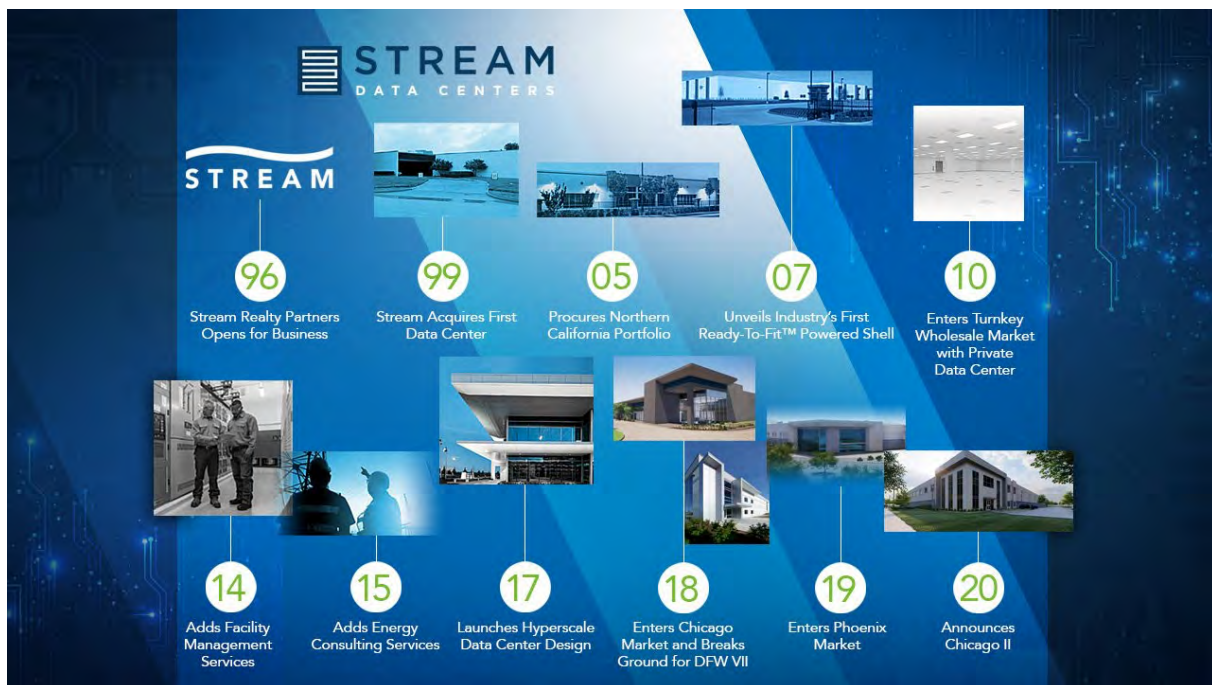 STREAM
DATA CENTERS
STREAM
96
Stream Realty Partners
Opens for Business
99
Stream Acquires First
Data Center
05
Procures Northern
California Portfolio
07
Unveils Industry's First
Ready-To-Fit™ Powered Shell
10
Enters Turnkey
Wholesale Market
with Private
Data Center
14
Adds Facility
Management
Services
15
Adds Energy
Consulting Services
17
Launches Hyperscale
Data Center Design
18
Enters Chicago
Market and Breaks
Ground for DFW VII
19
Enters Phoenix
Market
20
Announces
Chicago II